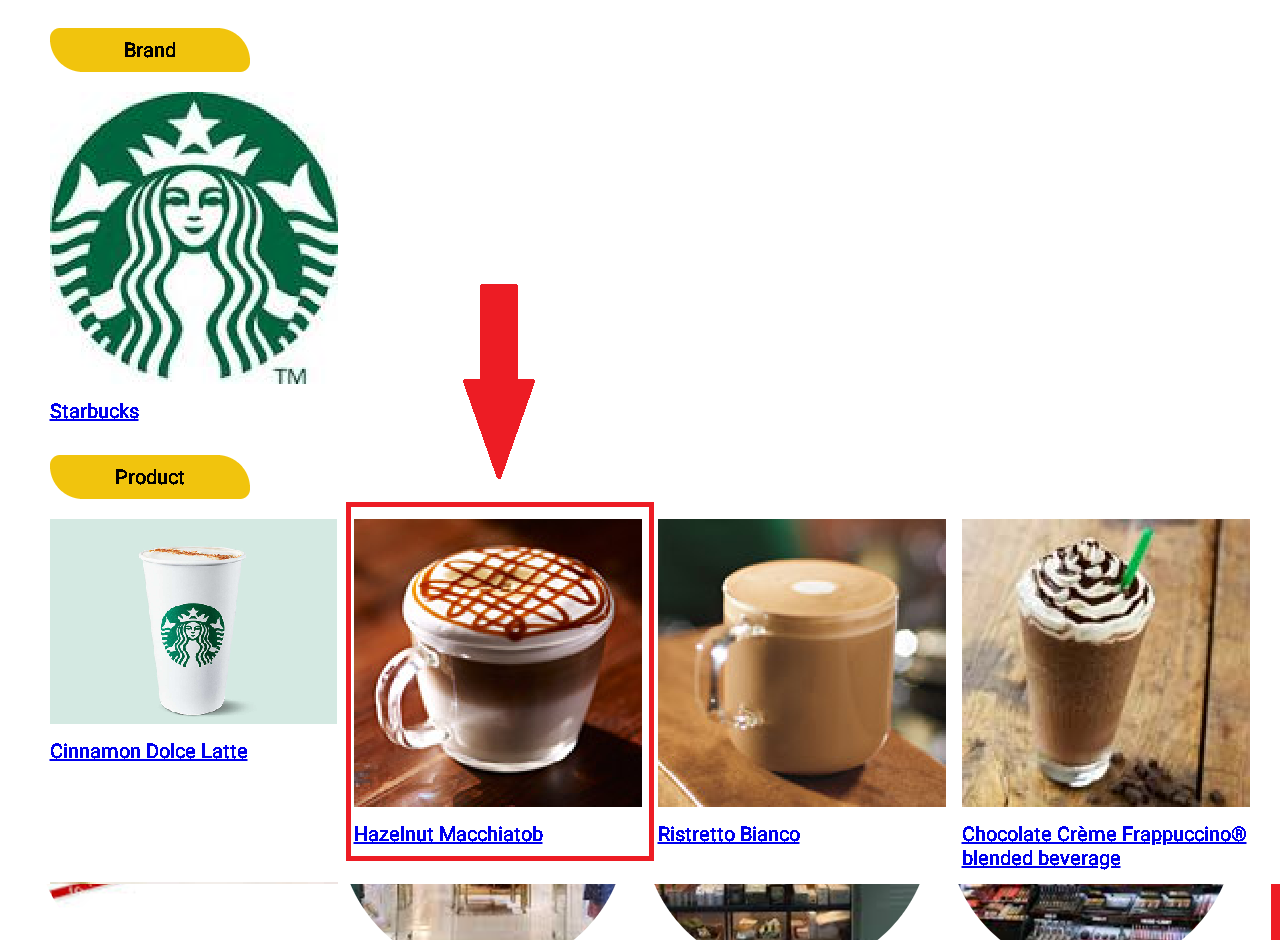 Brand
TM
Starbucks
Product
Cinnamon Dolce Latte
Hazelnut Macchiatob
Ristretto Bianco
Chocolate Crème Frappuccino®
blended beverage